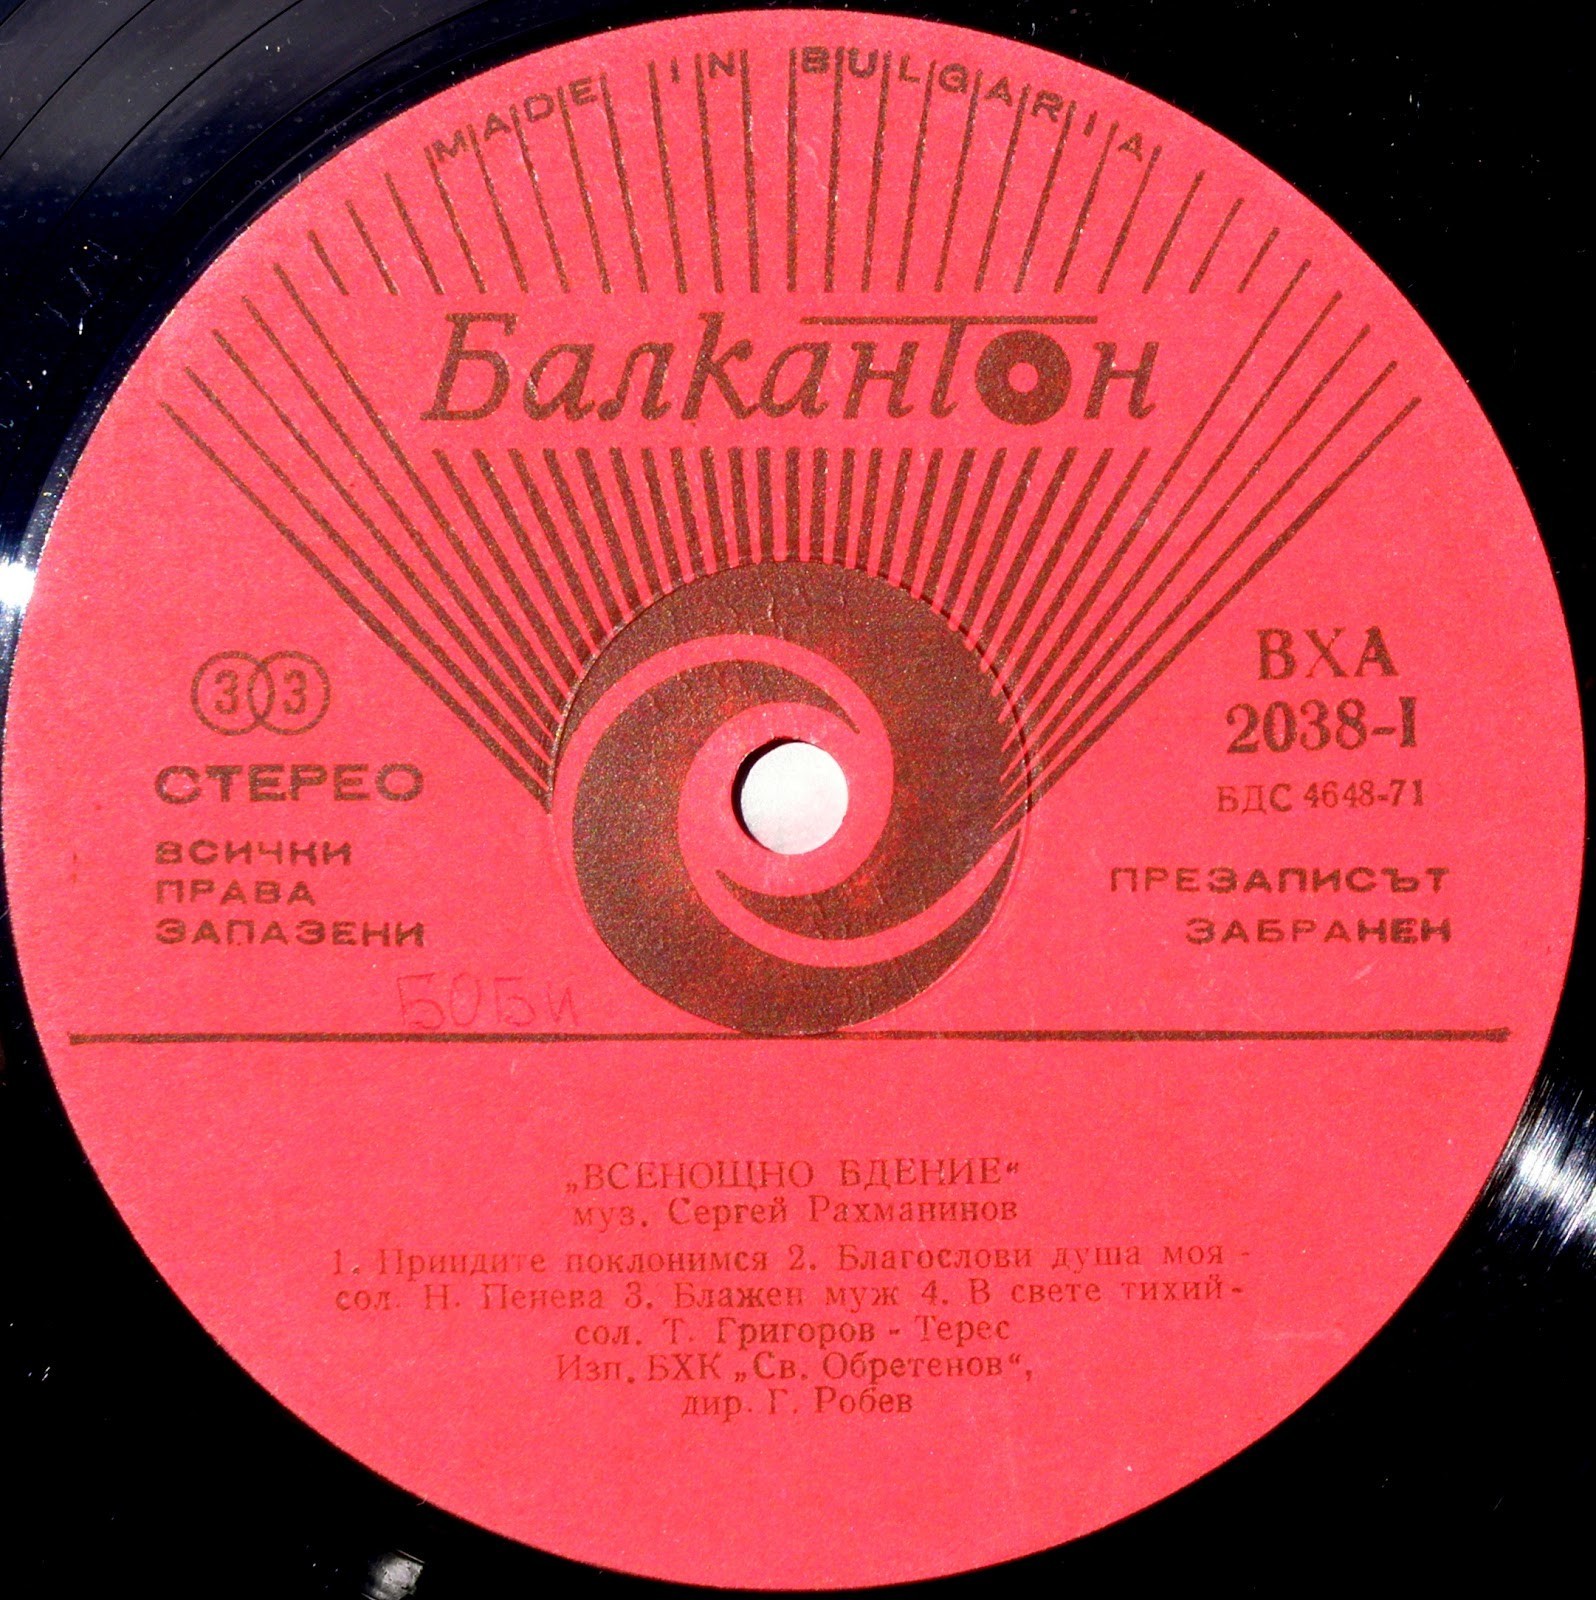 MADE IN BULGARIA
Балкантон
33
СТЕРЕО
ВСИЧКИ
ПРАВА
ЗАПАЗЕНИ
ВХА
2038-I
БДС 4648-71
ПРЕЗАПИСЪТ
ЗАБРАНЕН
БОБИ
„ВСЕНОЩНО БДЕНИЕ“
муз. Сергей Рахманинов
1. Приидите поклонимся 2. Благослови душа моя -
сол. Н. Пенева 3. Блажен муж 4. В свете тихий -
сол. Т. Григоров - Терес
Изп. БХК „Св. Обретенов“,
дир. Г. Робев